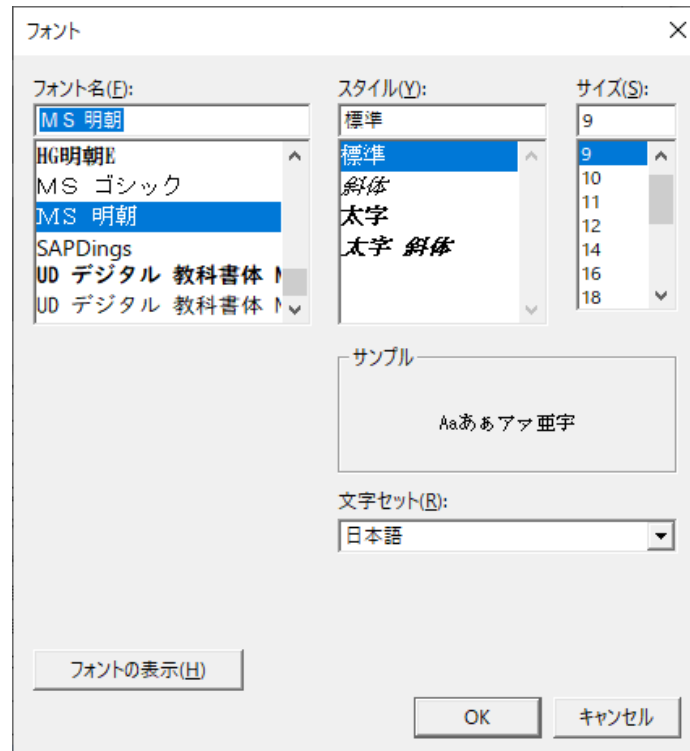 フォント
フォント名(F):
ＭＳ 明朝
HG明朝E
ＭＳ ゴシック
ＭＳ 明朝
SAPDings
UD デジタル 教科書体
UD デジタル 教科書体
スタイル(Y):
標準
標準
斜体
太字
太字 斜体
サイズ(S):
9
9
10
11
12
14
16
18
サンプル
Aaあぁアァ亜宇
文字セット(R):
日本語
フォントの表示(H)
OK
キャンセル